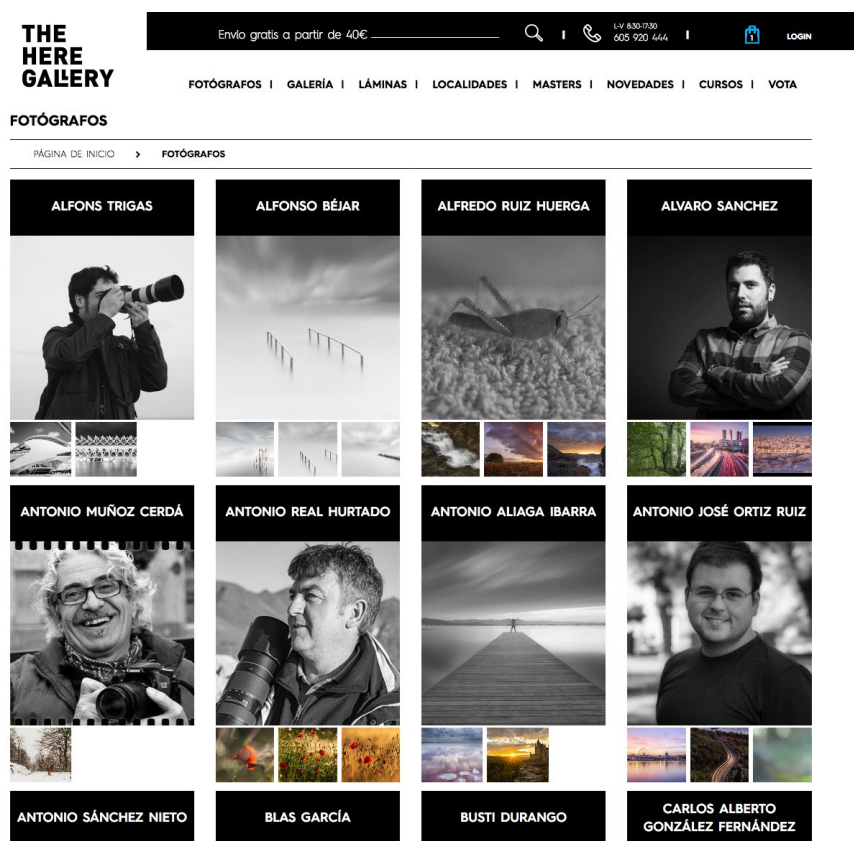 THE
HERE
GALLERY
Envío gratis a partir de 40€
L-V 8:30-17:30
605 920 444
1
LOGIN
FOTÓGRAFOS | GALERÍA | LÁMINAS | LOCALIDADES | MASTERS | NOVEDADES | CURSOS | VOTA
FOTÓGRAFOS
PÁGINA DE INICIO > FOTÓGRAFOS
ALFONS TRIGAS
ALFONSO BÉJAR
ALFREDO RUIZ HUERGA
ALVARO SANCHEZ
ANTONIO MUÑOZ CERDÁ
ANTONIO REAL HURTADO
ANTONIO ALIAGA IBARRA
ANTONIO JOSÉ ORTIZ RUIZ
ANTONIO SÁNCHEZ NIETO
BLAS GARCÍA
BUSTI DURANGO
CARLOS ALBERTO
GONZÁLEZ FERNÁNDEZ